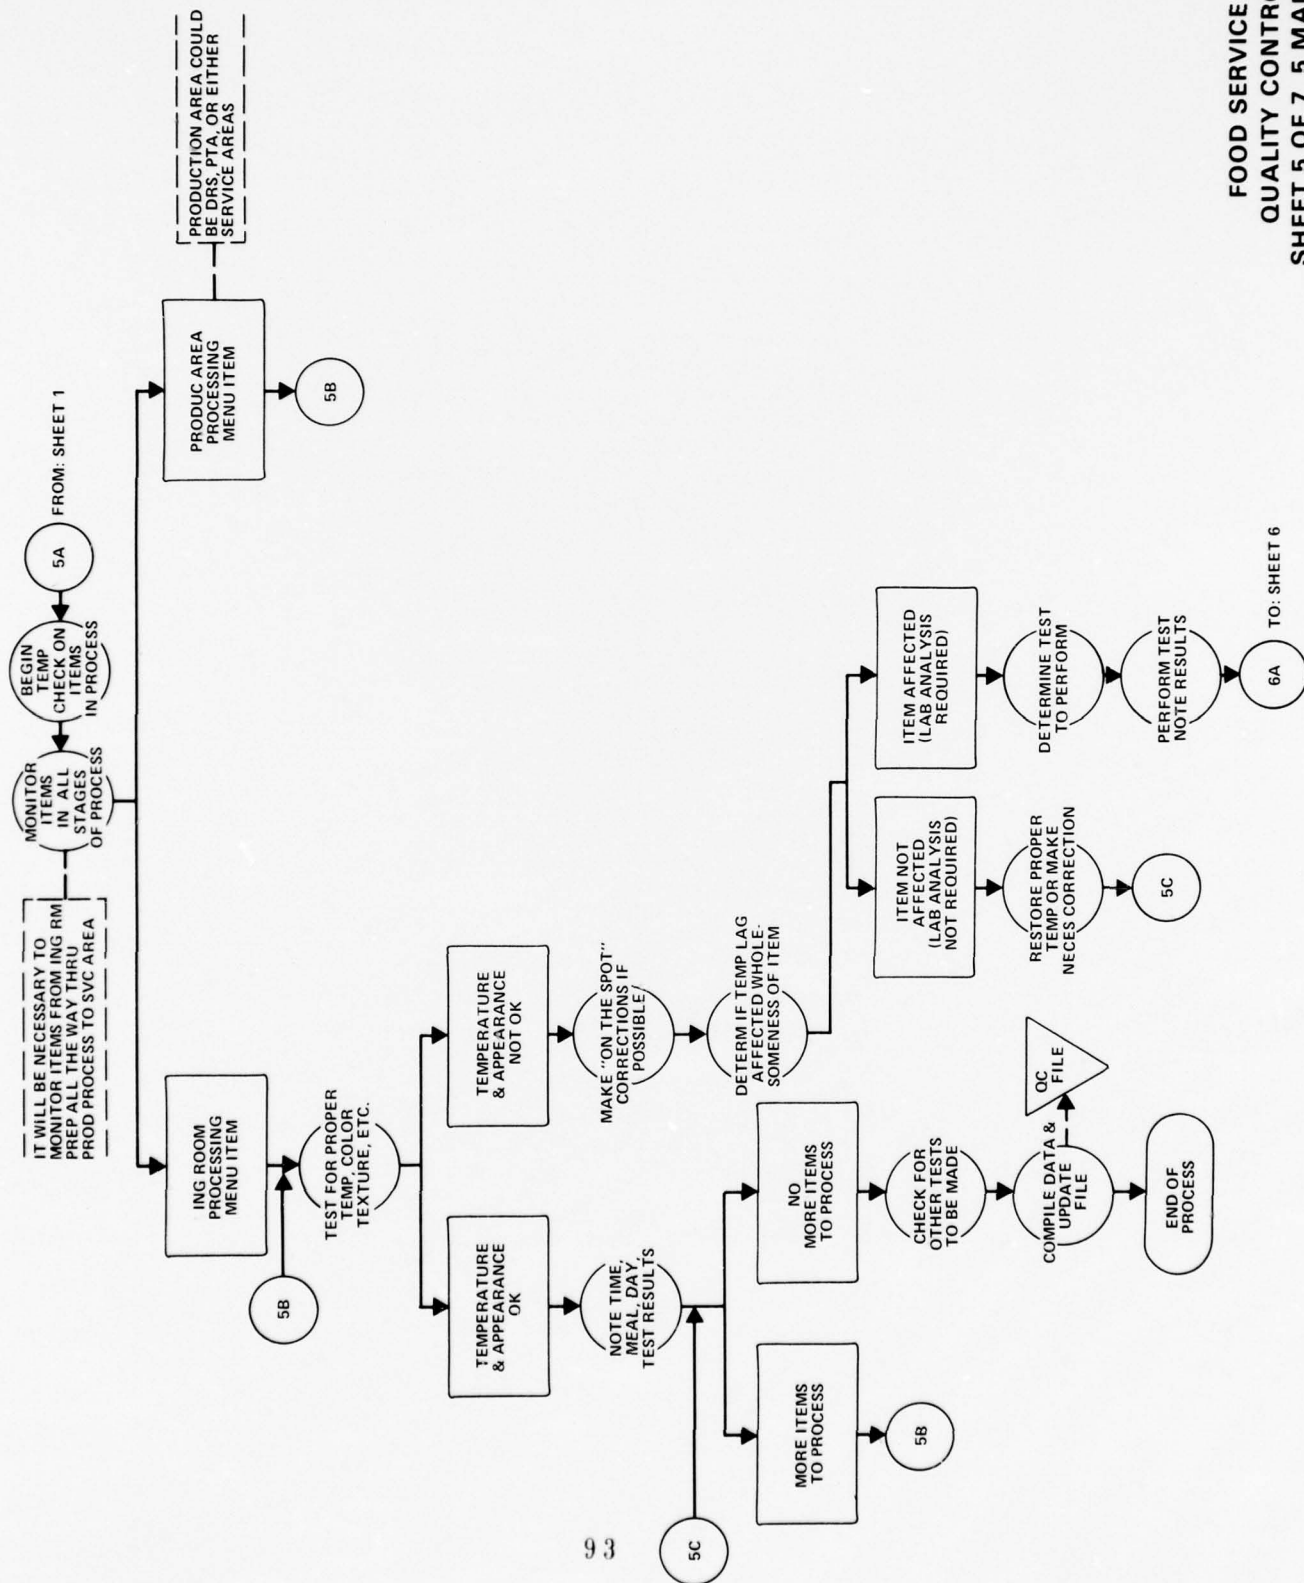 5A
FROM: SHEET 1
BEGIN
TEMP
CHECK ON
ITEMS
IN PROCESS
MONITOR
ITEMS
IN ALL
STAGES
OF PROCESS
IT WILL BE NECESSARY TO
MONITOR ITEMS FROM ING RM
PREP ALL THE WAY THRU
PROD PROCESS TO SVC AREA
ING ROOM
PROCESSING
MENU ITEM
PRODUC AREA
PROCESSING
MENU ITEM
PRODUCTION AREA COULD
BE DRS, PTA, OR EITHER
SERVICE AREAS
5B
5B
TEST FOR PROPER
TEMP, COLOR
TEXTURE, ETC.
TEMPERATURE
& APPEARANCE
OK
TEMPERATURE
& APPEARANCE
NOT OK
NOTE TIME,
MEAL, DAY,
TEST RESULTS
MAKE "ON THE SPOT"
CORRECTIONS IF
POSSIBLE
5C
DETERM IF TEMP LAG
AFFECTED WHOLE-
SOMENESS OF ITEM
MORE ITEMS
TO PROCESS
NO
MORE ITEMS
TO PROCESS
ITEM NOT
AFFECTED
(LAB ANALYSIS
NOT REQUIRED)
ITEM AFFECTED
(LAB ANALYSIS
REQUIRED)
5B
CHECK FOR
OTHER TESTS
TO BE MADE
RESTORE PROPER
TEMP OR MAKE
NECES CORRECTION
DETERMINE TEST
TO PERFORM
COMPILE DATA &
UPDATE
FILE
QC
FILE
5C
PERFORM TEST
NOTE RESULTS
END OF
PROCESS
6A
TO: SHEET 6
FOOD SERVICE
QUALITY
SHEET 5 OF 7 5
93